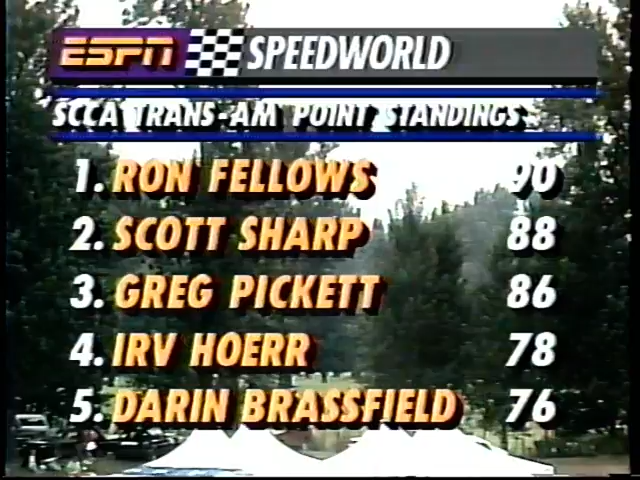 ESPN SPEEDWORLD
SCCA TRANS-AM POINT STANDINGS
1. RON FELLOWS 90
2. SCOTT SHARP 88
3. GREG PICKETT 86
4. IRV HOERR 78
5. DARIN BRASSFIELD 76